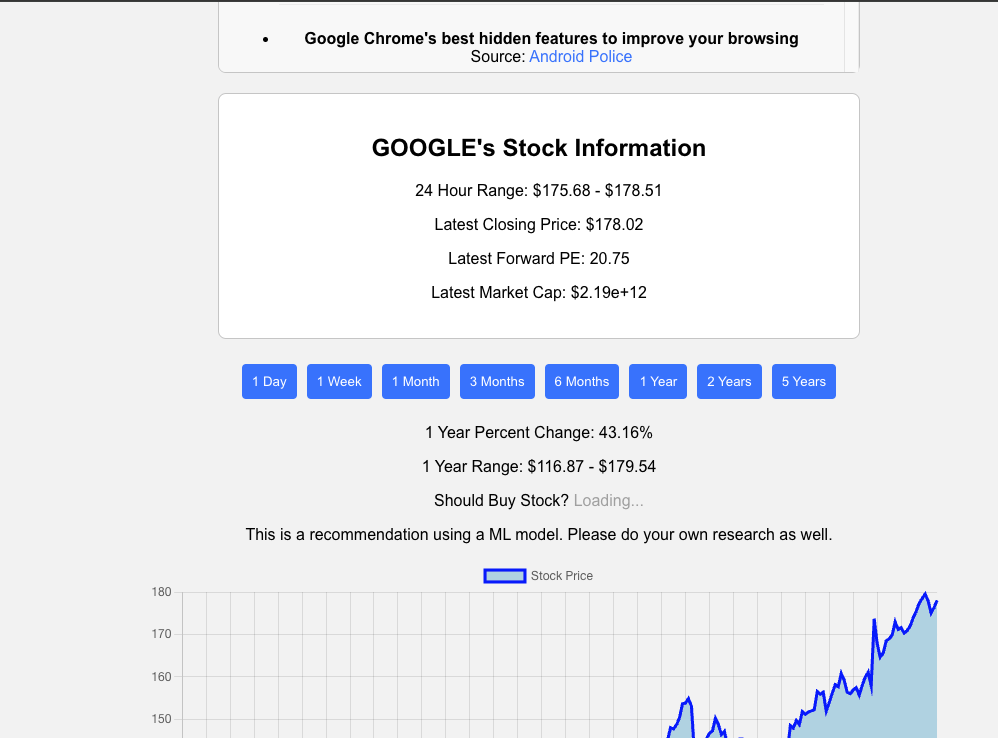 Google Chrome's best hidden features to improve your browsing
Source: Android Police
GOOGLE's Stock Information
24 Hour Range: $175.68 - $178.51
Latest Closing Price: $178.02
Latest Forward PE: 20.75
Latest Market Cap: $2.19e+12
1 Day 1 Week 1 Month 3 Months 6 Months 1 Year 2 Years 5 Years
1 Year Percent Change: 43.16%
1 Year Range: $116.87 - $179.54
Should Buy Stock? Loading...
This is a recommendation using a ML model. Please do your own research as well.
Stock Price
180
170
160
150